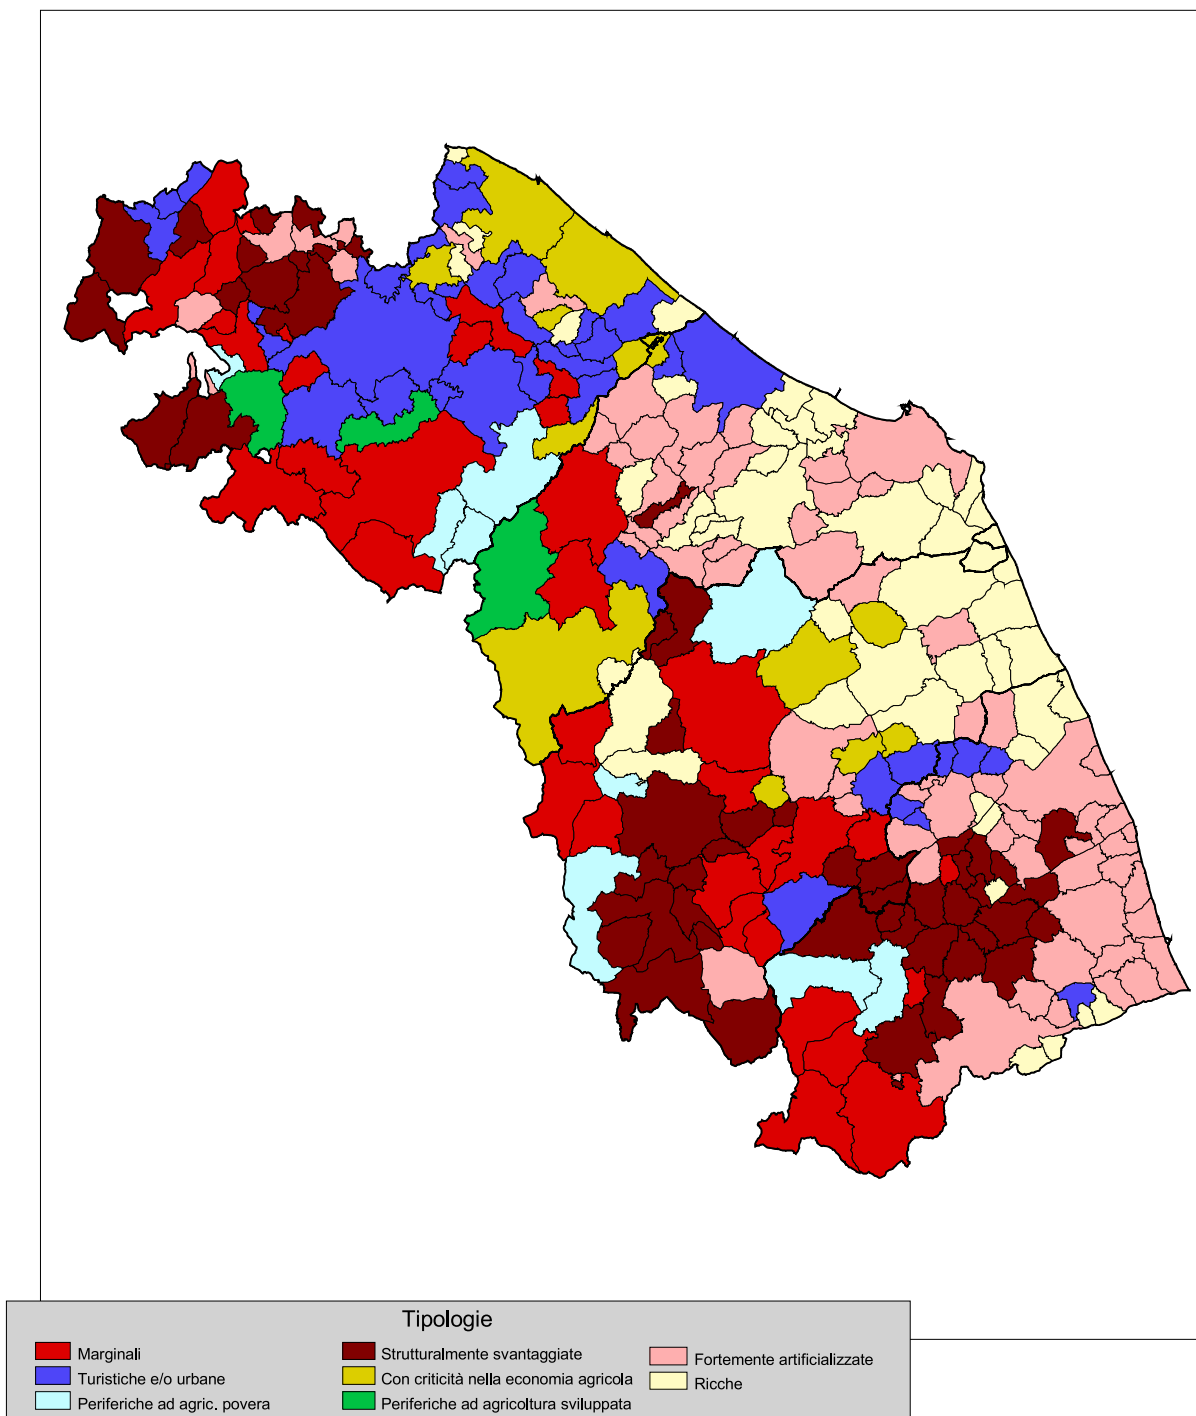 Tipologie
Marginali
Turistiche e/o urbane
Periferiche ad agric. povera
Strutturalmente svantaggiate
Con criticità nella economia agricola
Periferiche ad agricoltura sviluppata
Fortemente artificializzate
Ricche